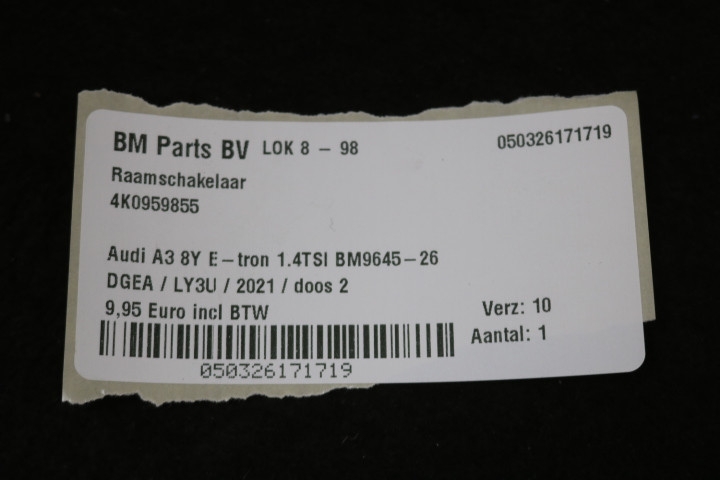 BM Parts BV LOK 8 - 98 050326171719
Raamschakelaar
4K0959855
Audi A3 8Y E-tron 1.4TSI BM9645-26
DGEA / LY3U / 2021 / doos 2
9,95 Euro incl BTW Verz: 10
Aantal: 1
050326171719